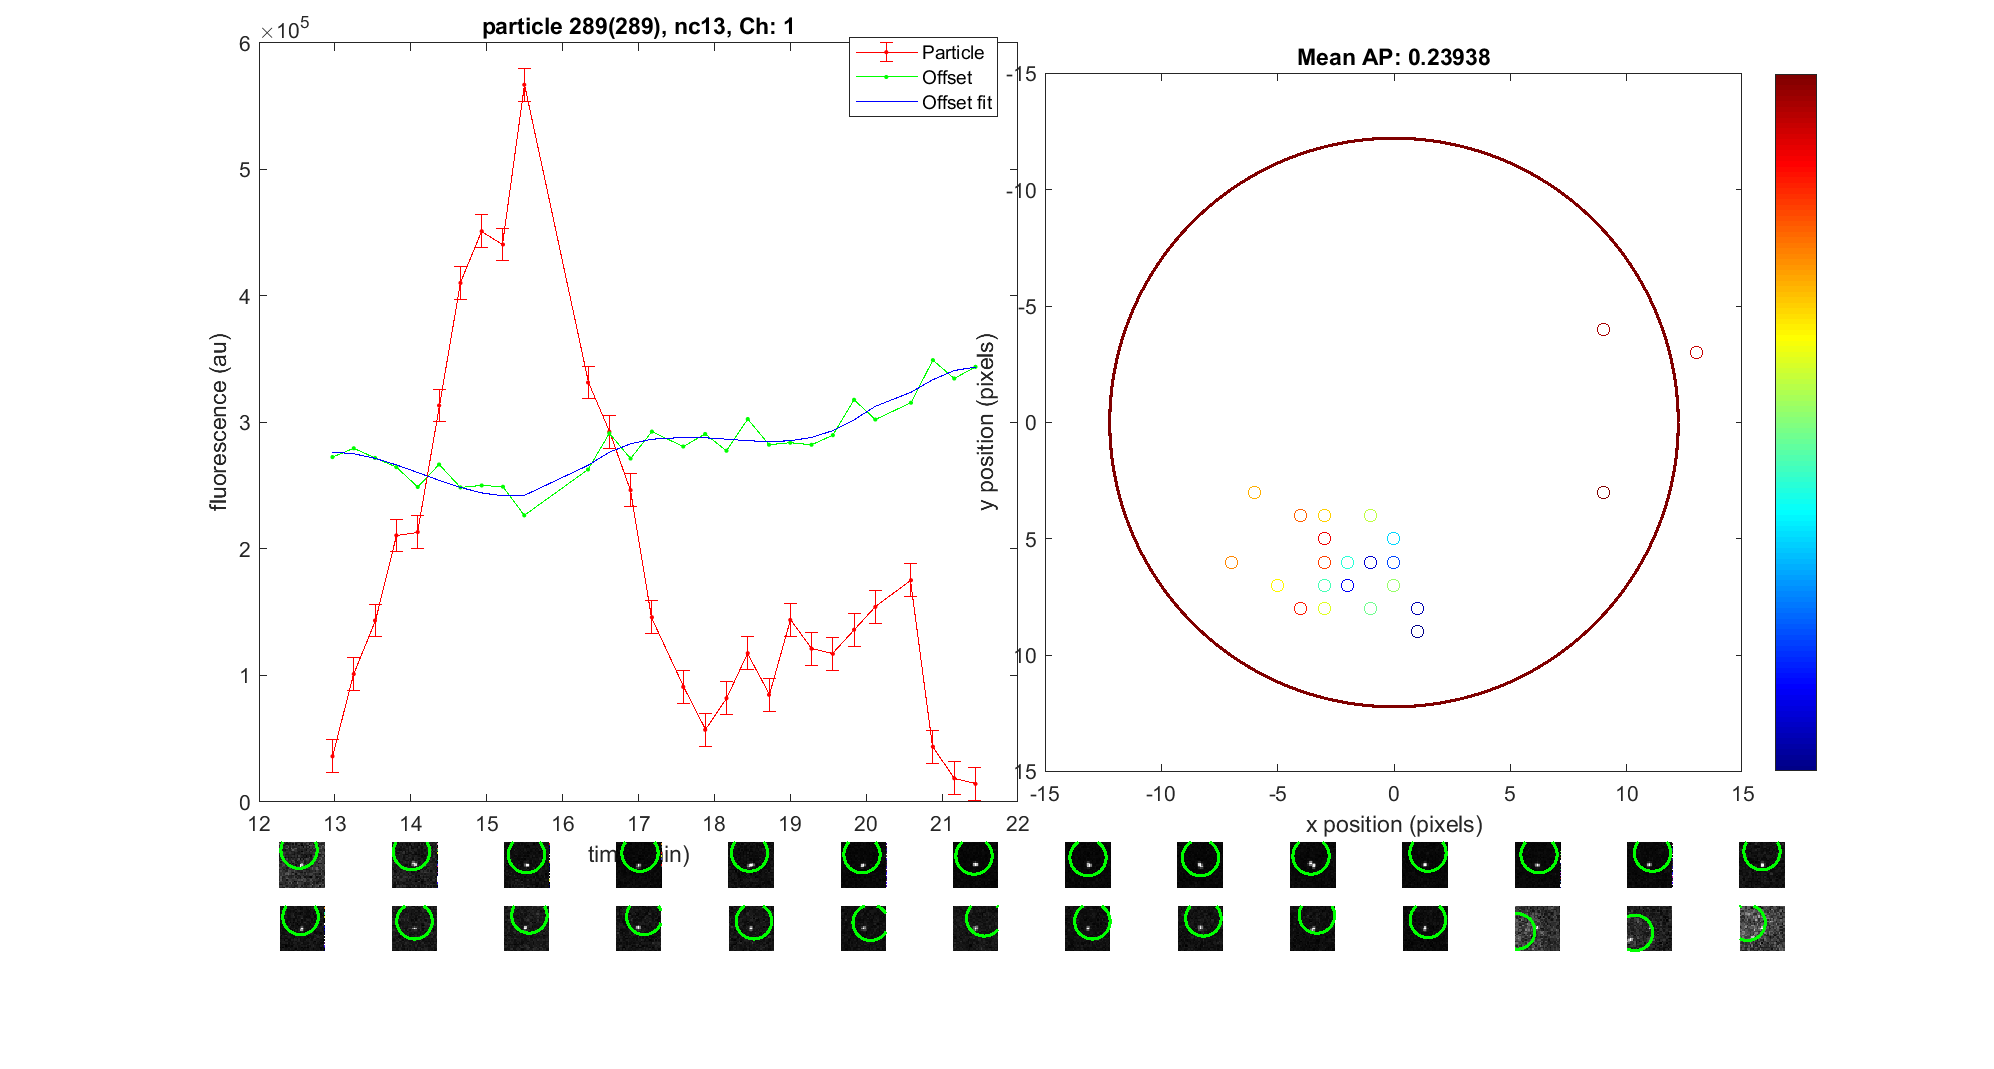 particle 289(289), nc13, Ch: 1
×10^5
6
5
4
3
2
1
0
12 13 14 15 16 17 18 19 20 21 22
fluorescence (au)
Particle
Offset
Offset fit
Mean AP: 0.23938
-15
-10
-5
0
5
10
15
-15 -10 -5 0 5 10 15
y position (pixels)
x position (pixels)